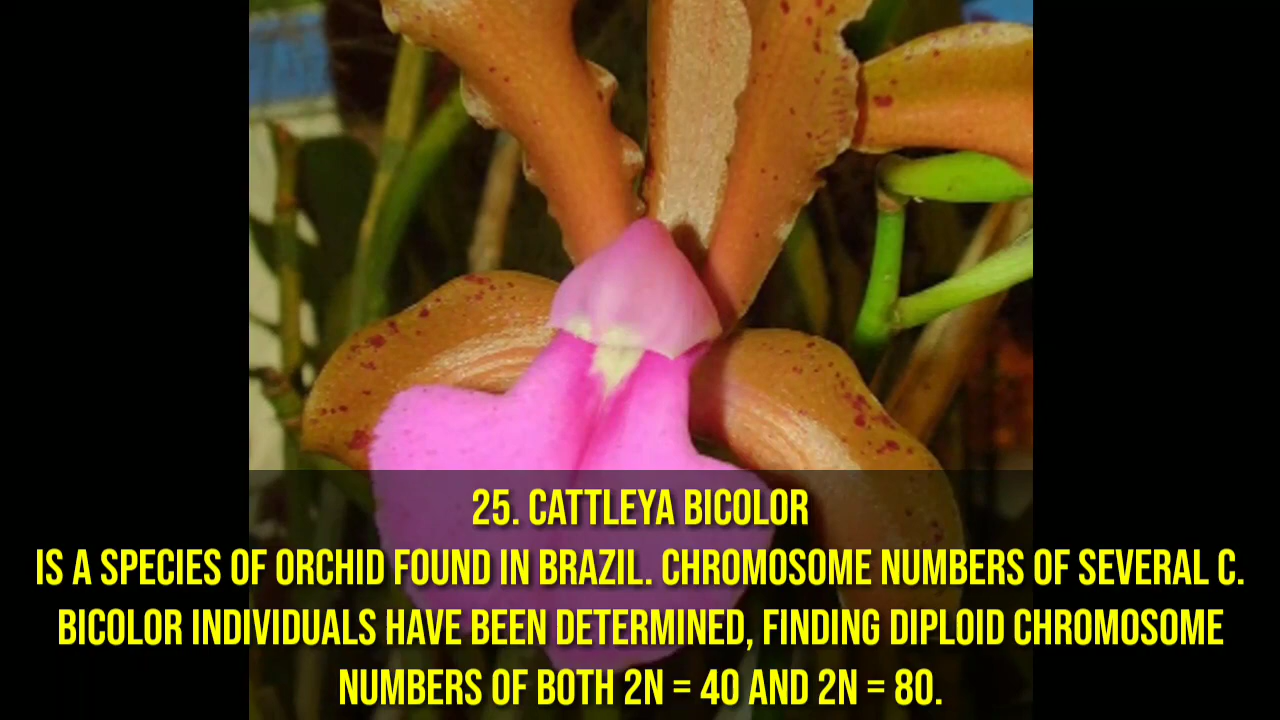 25. CATTLEYA BICOLOR
IS A SPECIES OF ORCHID FOUND IN BRAZIL. CHROMOSOME NUMBERS OF SEVERAL C.
BICOLOR INDIVIDUALS HAVE BEEN DETERMINED, FINDING DIPLOID CHROMOSOME
NUMBERS OF BOTH 2N = 40 AND 2N = 80.